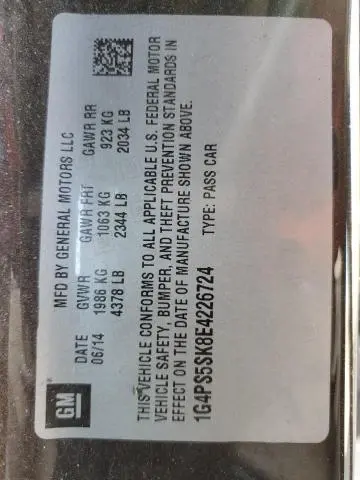 GM
MFD BY GENERAL MOTORS LLC
DATE GVWR GAWR FRT GAWR RR
06/14 1986 KG 1063 KG 923 KG
4378 LB 2344 LB 2034 LB
THIS VEHICLE CONFORMS TO ALL APPLICABLE U.S. FEDERAL MOTOR
VEHICLE SAFETY, BUMPER, AND THEFT PREVENTION STANDARDS IN
EFFECT ON THE DATE OF MANUFACTURE SHOWN ABOVE.
1G4PS5SK8E4226724 TYPE: PASS CAR